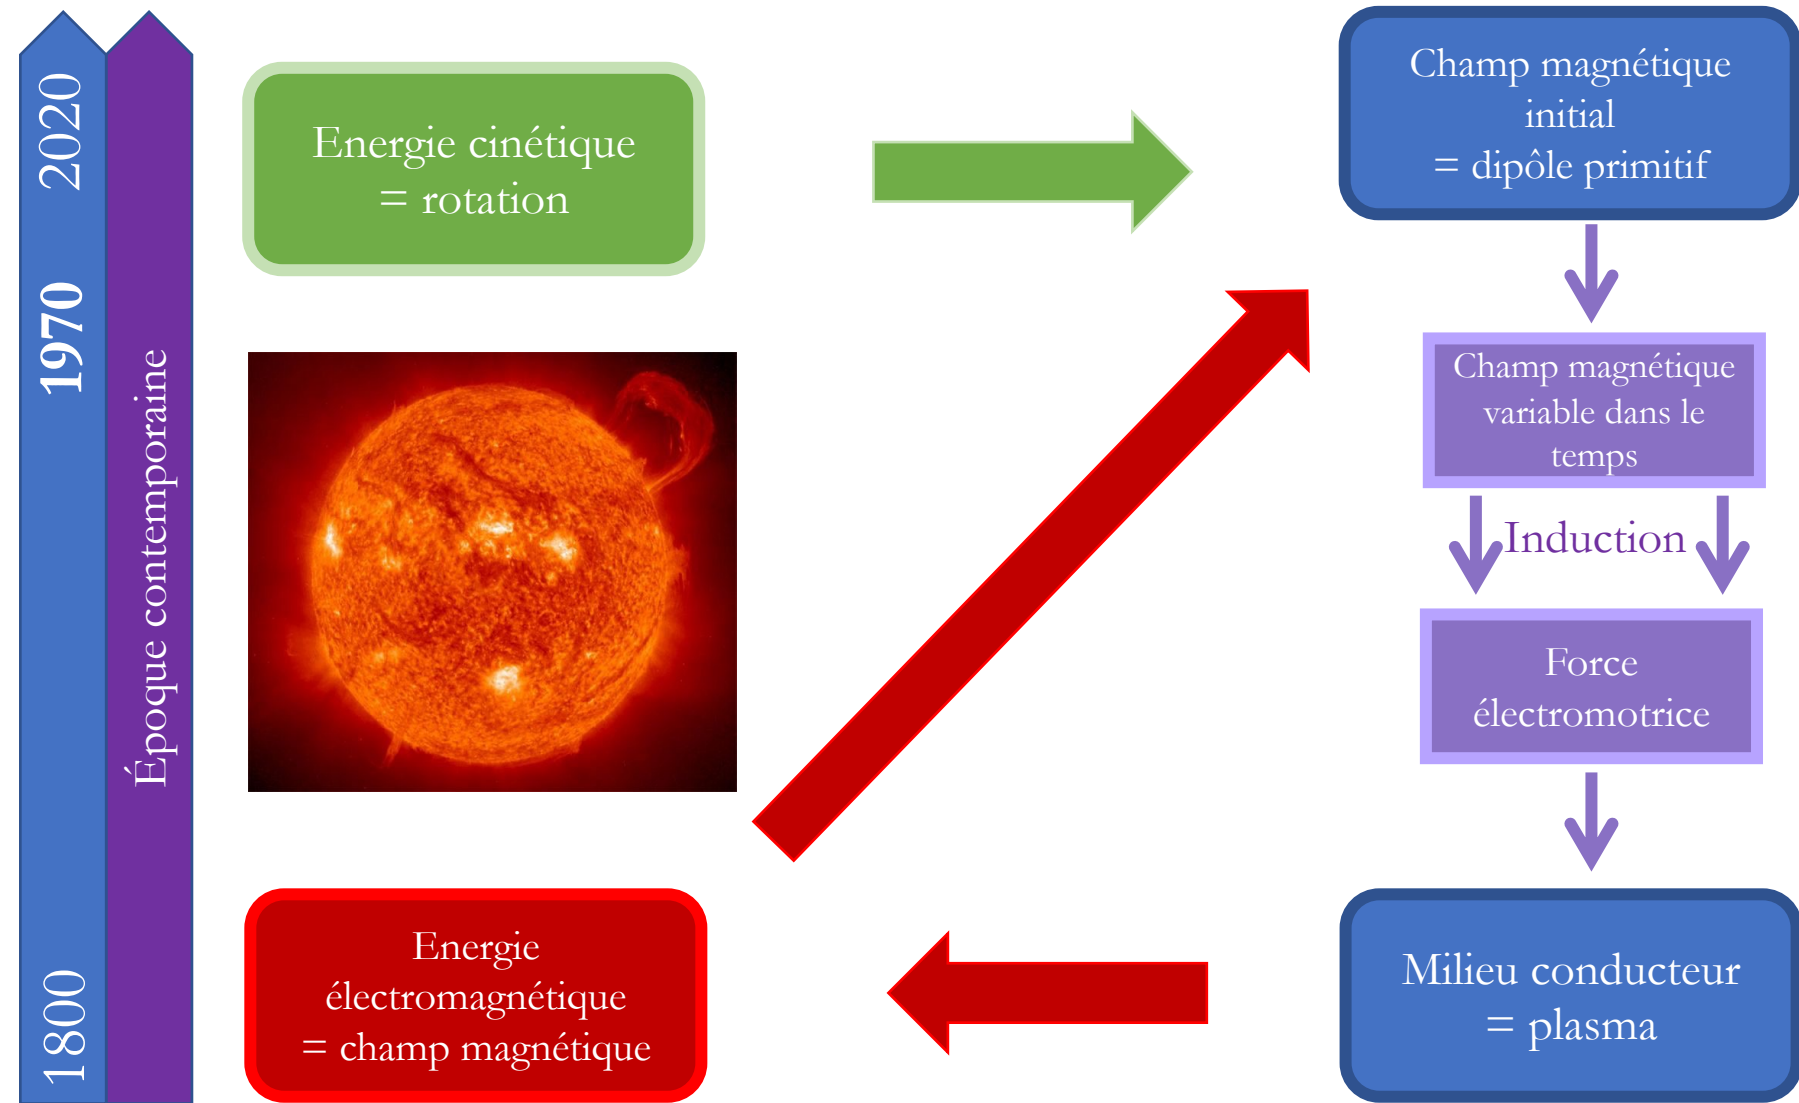 2020
1970
1800
Époque contemporaine
Energie cinétique
= rotation
Champ magnétique
initial
= dipôle primitif
Champ magnétique
variable dans le
temps
Induction
Force
électromotrice
Milieu conducteur
= plasma
Energie
électromagnétique
= champ magnétique